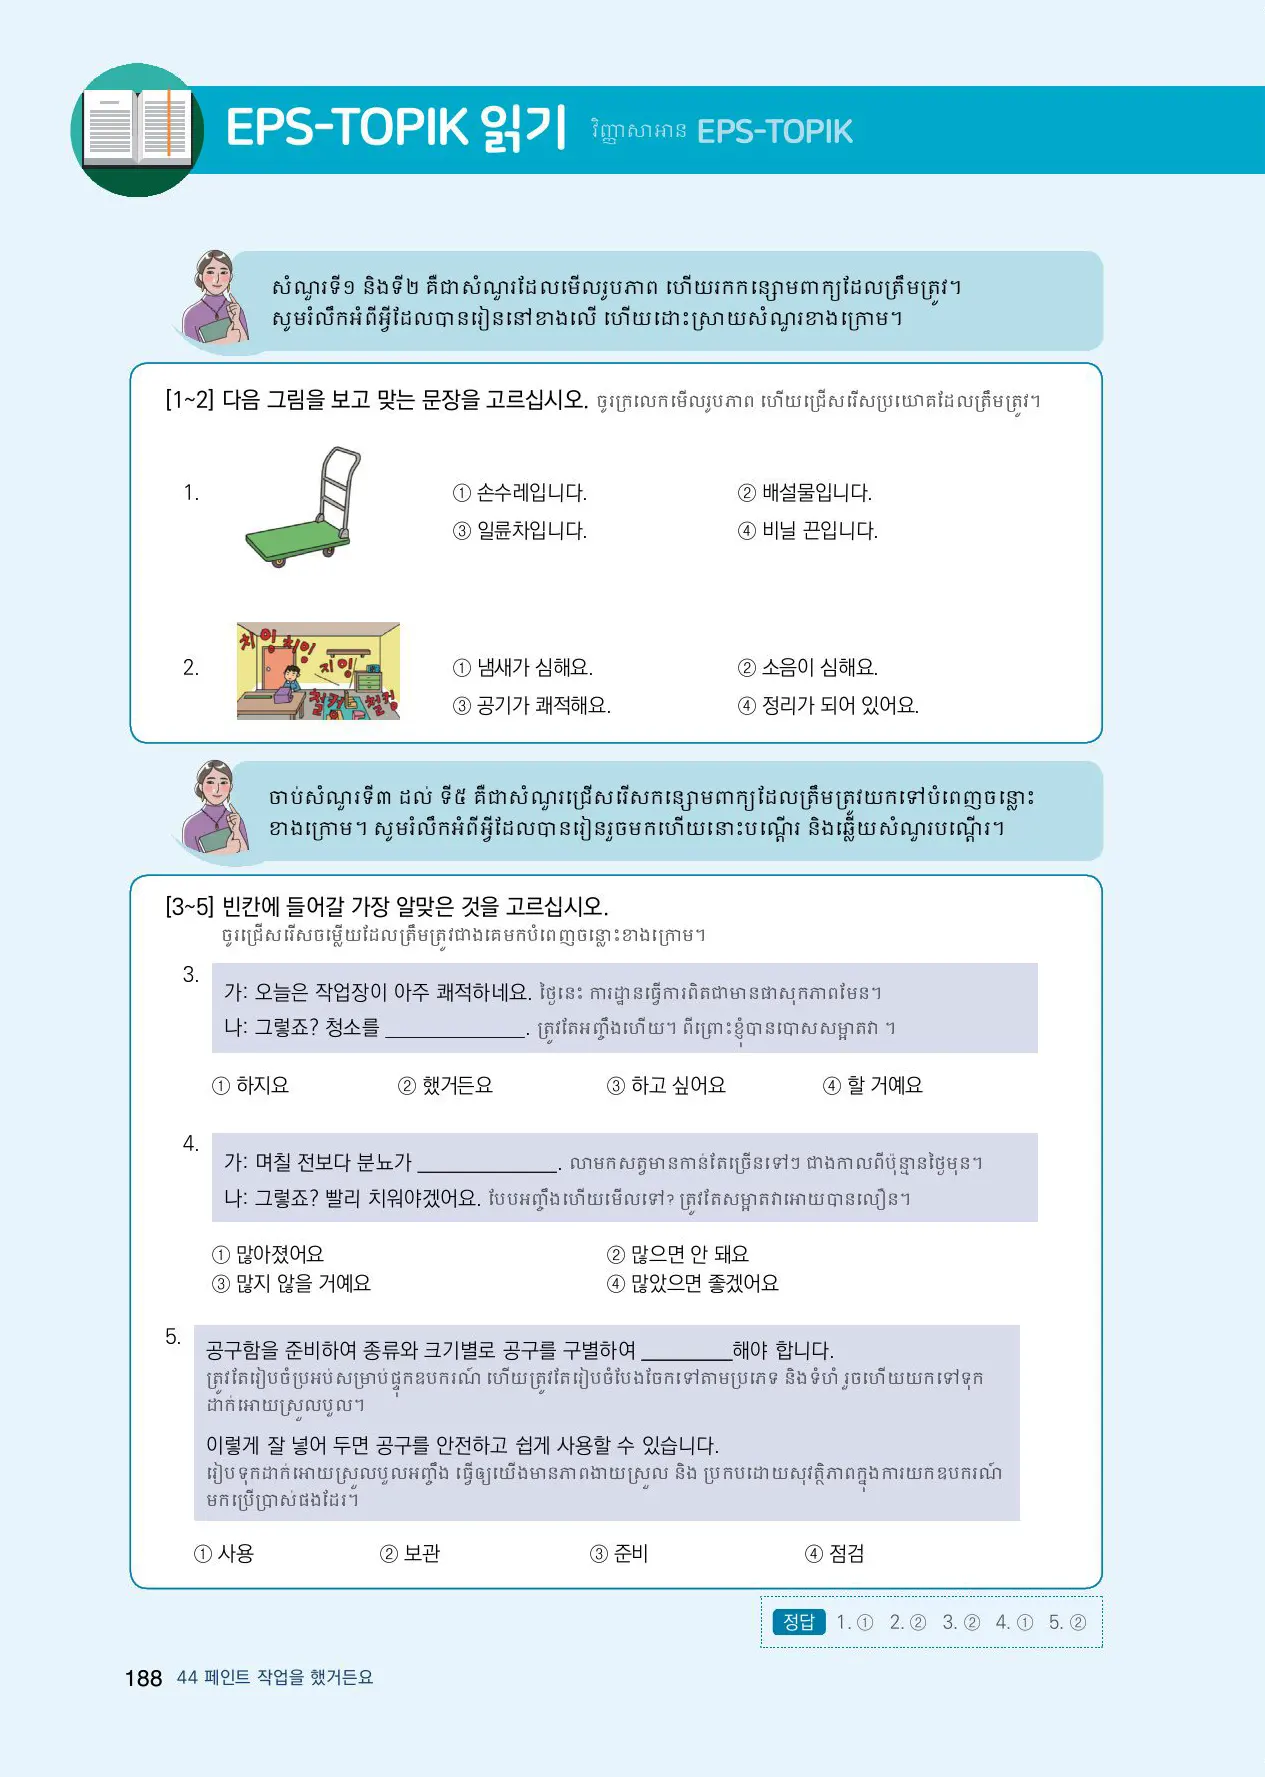 EPS-TOPIK 읽기 វិញ្ញាសាអាន EPS-TOPIK
សំណួរទី១ និងទី២ គឺជាសំណួរដែលមើលរូបភាព ហើយរកកន្សោមពាក្យដែលត្រឹមត្រូវ។
សូមរំលឹកអំពីអ្វីដែលបានរៀននៅខាងលើ ហើយដោះស្រាយសំណួរខាងក្រោម។
[1~2] 다음 그림을 보고 맞는 문장을 고르십시오. ចូរក្រលេកមើលរូបភាព ហើយជ្រើសរើសប្រយោគដែលត្រឹមត្រូវ។
1.
① 손수레입니다. ② 배설물입니다.
③ 일륜차입니다. ④ 비닐 끈입니다.
치잉 치잉 지잉
철커덕 철컹
2.
① 냄새가 심해요. ② 소음이 심해요.
③ 공기가 쾌적해요. ④ 정리가 되어 있어요.
ចាប់សំណួរទី៣ ដល់ ទី៥ គឺជាសំណួរជ្រើសរើសកន្សោមពាក្យដែលត្រឹមត្រូវយកទៅបំពេញចន្លោះ
ខាងក្រោម។ សូមរំលឹកអំពីអ្វីដែលបានរៀនរួចមកហើយនោះបណ្តើរ និងឆ្លើយសំណួរបណ្តើរ។
[3~5] 빈칸에 들어갈 가장 알맞은 것을 고르십시오.
ចូរជ្រើសរើសចម្លើយដែលត្រឹមត្រូវជាងគេមកបំពេញចន្លោះខាងក្រោម។
3.
가: 오늘은 작업장이 아주 쾌적하네요. ថ្ងៃនេះ ការដ្ឋានធ្វើការពិតជាមានផាសុកភាពមែន។
나: 그렇죠? 청소를 ______________. ត្រូវតែអញ្ចឹងហើយ។ ពីព្រោះខ្ញុំបានបោសសម្អាតវា ។
① 하지요 ② 했거든요 ③ 하고 싶어요 ④ 할 거예요
4.
가: 며칠 전보다 분뇨가 ______________. លាមកសត្វមានកាន់តែច្រើនទៅៗ ជាងកាលពីប៉ុន្មានថ្ងៃមុន។
나: 그렇죠? 빨리 치워야겠어요. បែបអញ្ចឹងហើយមើលទៅ? ត្រូវតែសម្អាតវាអោយបានលឿន។
① 많아졌어요 ② 많으면 안 돼요
③ 많지 않을 거예요 ④ 많았으면 좋겠어요
5.
공구함을 준비하여 종류와 크기별로 공구를 구별하여 _________해야 합니다.
ត្រូវតែរៀបចំប្រអប់សម្រាប់ផ្ទុកឧបករណ៍ ហើយត្រូវតែរៀបចំបែងចែកទៅតាមប្រភេទ និងទំហំ រួចហើយយកទៅទុក
ដាក់អោយស្រួលបួល។
이렇게 잘 넣어 두면 공구를 안전하고 쉽게 사용할 수 있습니다.
រៀបទុកដាក់អោយស្រួលបួលអញ្ចឹង ធ្វើឲ្យយើងមានភាពងាយស្រួល និង ប្រកបដោយសុវត្ថិភាពក្នុងការយកឧបករណ៍
មកប្រើប្រាស់ផងដែរ។
① 사용 ② 보관 ③ 준비 ④ 점검
정답 1. ① 2. ② 3. ② 4. ① 5. ②
188 44 페인트 작업을 했거든요